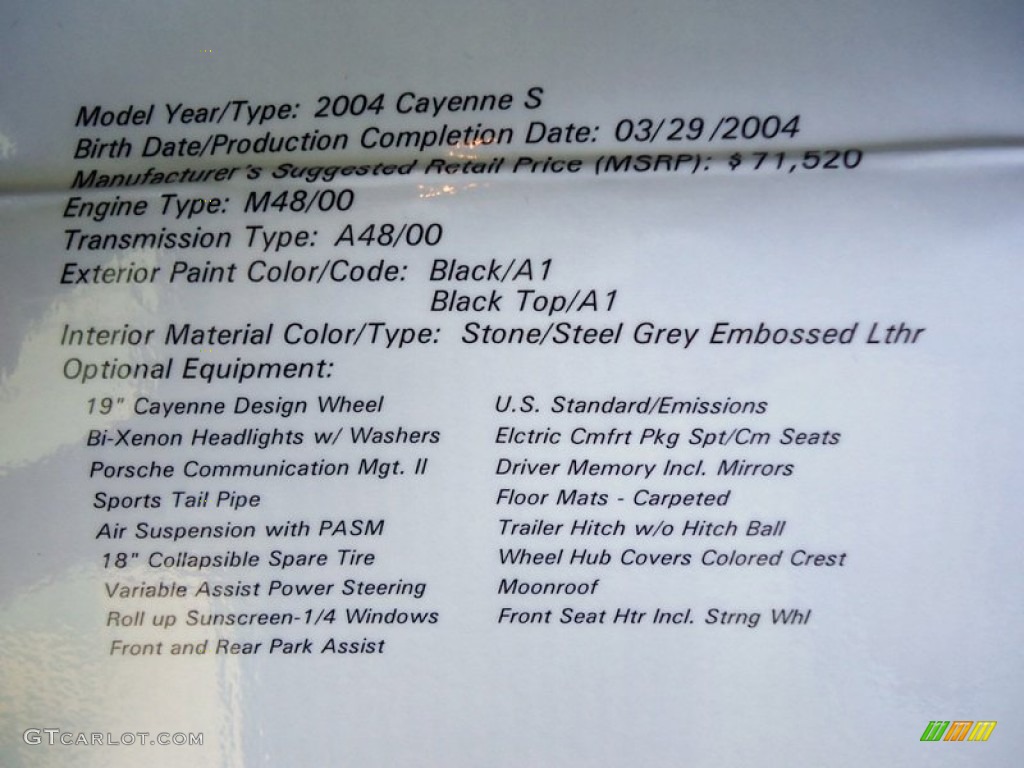 Model Year/Type: 2004 Cayenne S
Birth Date/Production Completion Date: 03/29/2004
Manufacturer's Suggested Retail Price (MSRP): $71,520
Engine Type: M48/00
Transmission Type: A48/00
Exterior Paint Color/Code: Black/A1
Black Top/A1
Interior Material Color/Type: Stone/Steel Grey Embossed Lthr
Optional Equipment:
19" Cayenne Design Wheel
Bi-Xenon Headlights w/ Washers
Porsche Communication Mgt. II
Sports Tail Pipe
Air Suspension with PASM
18" Collapsible Spare Tire
Variable Assist Power Steering
Roll up Sunscreen-1/4 Windows
Front and Rear Park Assist
U.S. Standard/Emissions
Elctric Cmfrt Pkg Spt/Cm Seats
Driver Memory Incl. Mirrors
Floor Mats - Carpeted
Trailer Hitch w/o Hitch Ball
Wheel Hub Covers Colored Crest
Moonroof
Front Seat Htr Incl. Strng Whl
GTcarlot.com